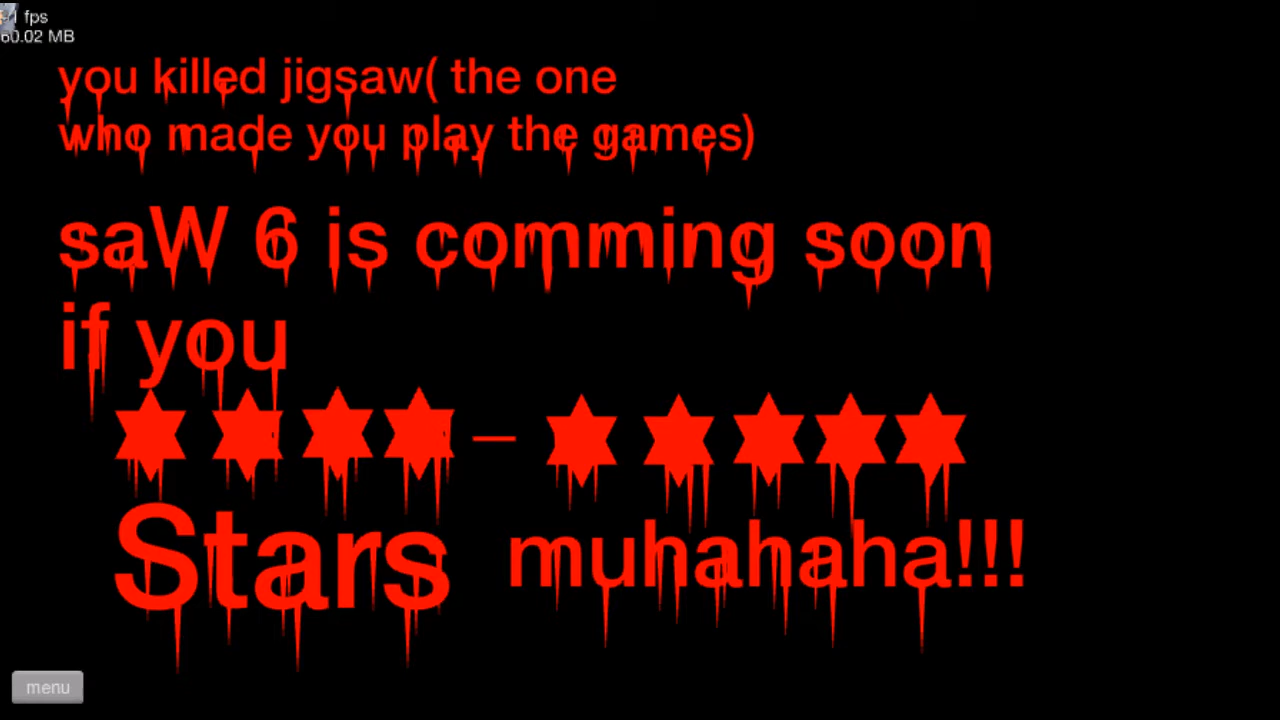 fps
60.02 MB
you killed jigsaw( the one
who made you play the games)
saW 6 is comming soon
if you
✶ ✶ ✶ ✶ – ✶ ✶ ✶ ✶ ✶
Stars muhahaha!!!
menu